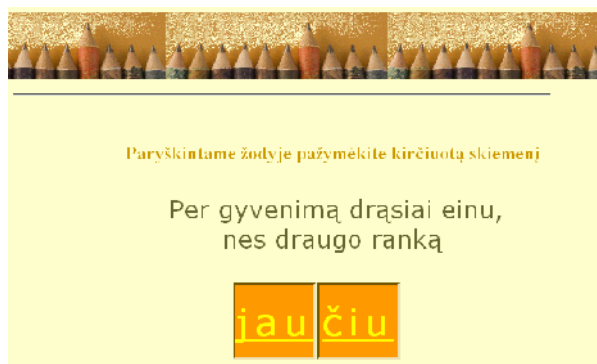 Paryškintame žodyje pažymėkite kirčiuotą skiemenį
Per gyvenimą drąsiai einu,
nes draugo ranką
jau čiu